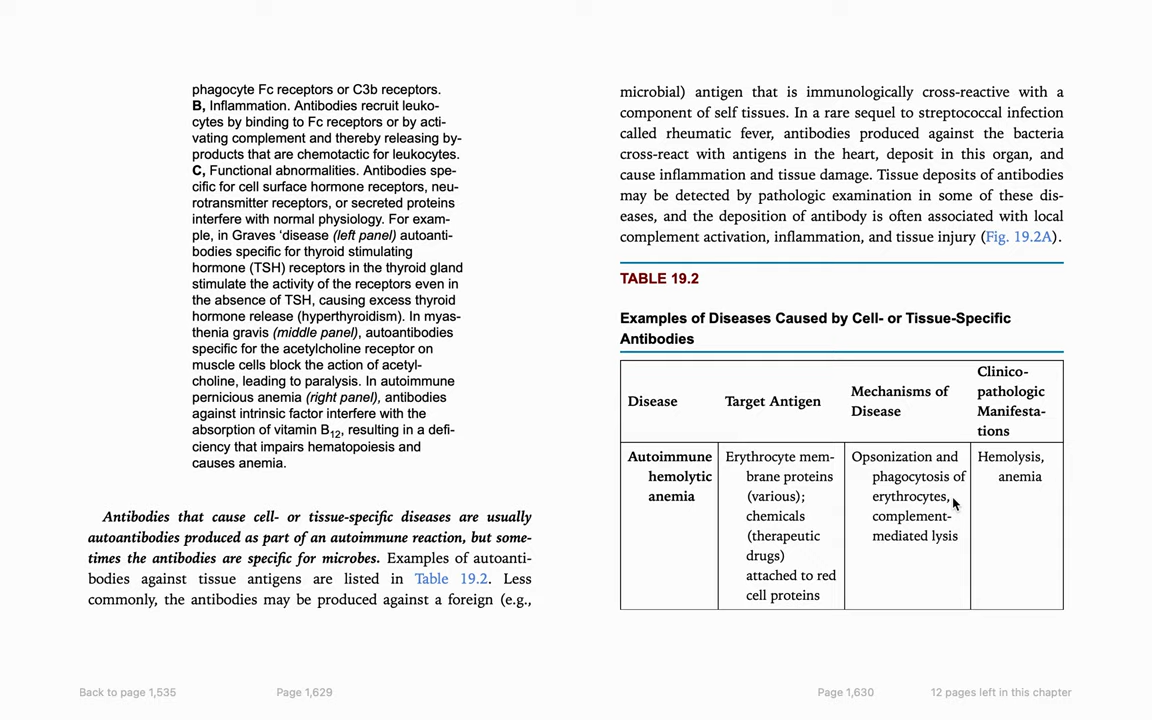 phagocyte Fc receptors or C3b receptors.
B, Inflammation. Antibodies recruit leuko-
cytes by binding to Fc receptors or by acti-
vating complement and thereby releasing by-
products that are chemotactic for leukocytes.
C, Functional abnormalities. Antibodies spe-
cific for cell surface hormone receptors, neu-
rotransmitter receptors, or secreted proteins
interfere with normal physiology. For exam-
ple, in Graves 'disease (left panel) autoanti-
bodies specific for thyroid stimulating
hormone (TSH) receptors in the thyroid gland
stimulate the activity of the receptors even in
the absence of TSH, causing excess thyroid
hormone release (hyperthyroidism). In myas-
thenia gravis (middle panel), autoantibodies
specific for the acetylcholine receptor on
muscle cells block the action of acetyl-
choline, leading to paralysis. In autoimmune
pernicious anemia (right panel), antibodies
against intrinsic factor interfere with the
absorption of vitamin B12, resulting in a defi-
ciency that impairs hematopoiesis and
causes anemia.
Antibodies that cause cell- or tissue-specific diseases are usually
autoantibodies produced as part of an autoimmune reaction, but some-
times the antibodies are specific for microbes. Examples of autoanti-
bodies against tissue antigens are listed in Table 19.2. Less
commonly, the antibodies may be produced against a foreign (e.g.,
microbial) antigen that is immunologically cross-reactive with a
component of self tissues. In a rare sequel to streptococcal infection
called rheumatic fever, antibodies produced against the bacteria
cross-react with antigens in the heart, deposit in this organ, and
cause inflammation and tissue damage. Tissue deposits of antibodies
may be detected by pathologic examination in some of these dis-
eases, and the deposition of antibody is often associated with local
complement activation, inflammation, and tissue injury (Fig. 19.2A).
TABLE 19.2
Examples of Diseases Caused by Cell- or Tissue-Specific
Antibodies
Disease
Target Antigen
Mechanisms of
Disease
Clinico-
pathologic
Manifesta-
tions
Autoimmune
hemolytic
anemia
Erythrocyte mem-
brane proteins
(various);
chemicals
(therapeutic
drugs)
attached to red
cell proteins
Opsonization and
phagocytosis of
erythrocytes,
complement-
mediated lysis
Hemolysis,
anemia
Back to page 1,535
Page 1,629
Page 1,630
12 pages left in this chapter